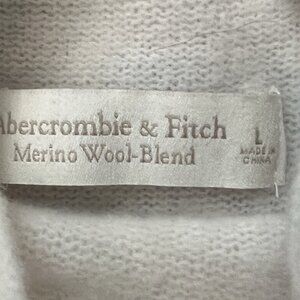 Abercrombie & Fitch
Merino Wool-Blend
L
MADE IN
CHINA